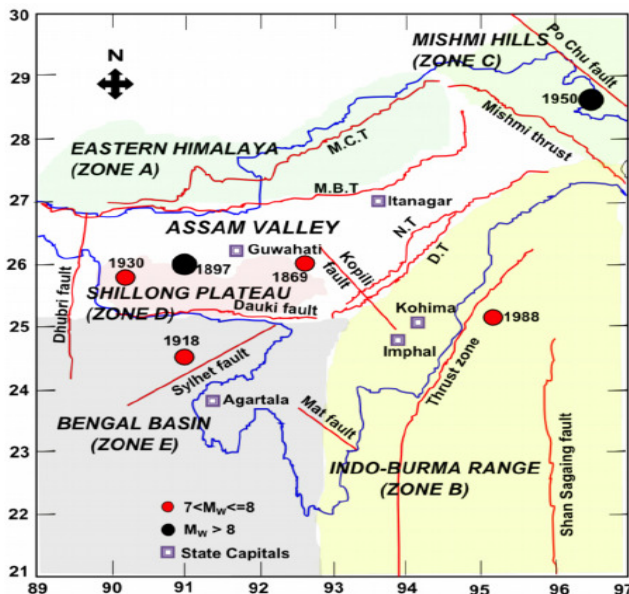 30
29
28
27
26
25
24
23
22
21
89
90
91
92
93
94
95
96
97
N
MISHMI HILLS
(ZONE C)
Po Chu fault
1950
EASTERN HIMALAYA
(ZONE A)
M.C.T
Mishmi thrust
M.B.T
Itanagar
ASSAM VALLEY
N.T
D.T
1930
1897
Guwahati
1869
Kopili
fault
Dhubri fault
SHILLONG PLATEAU
(ZONE D)
Dauki fault
Kohima
1988
Imphal
1918
Sylhet fault
Thrust zone
Agartala
BENGAL BASIN
(ZONE E)
Mat fault
INDO-BURMA RANGE
(ZONE B)
Shan Sagaing fault
7<MW<=8
MW > 8
State Capitals